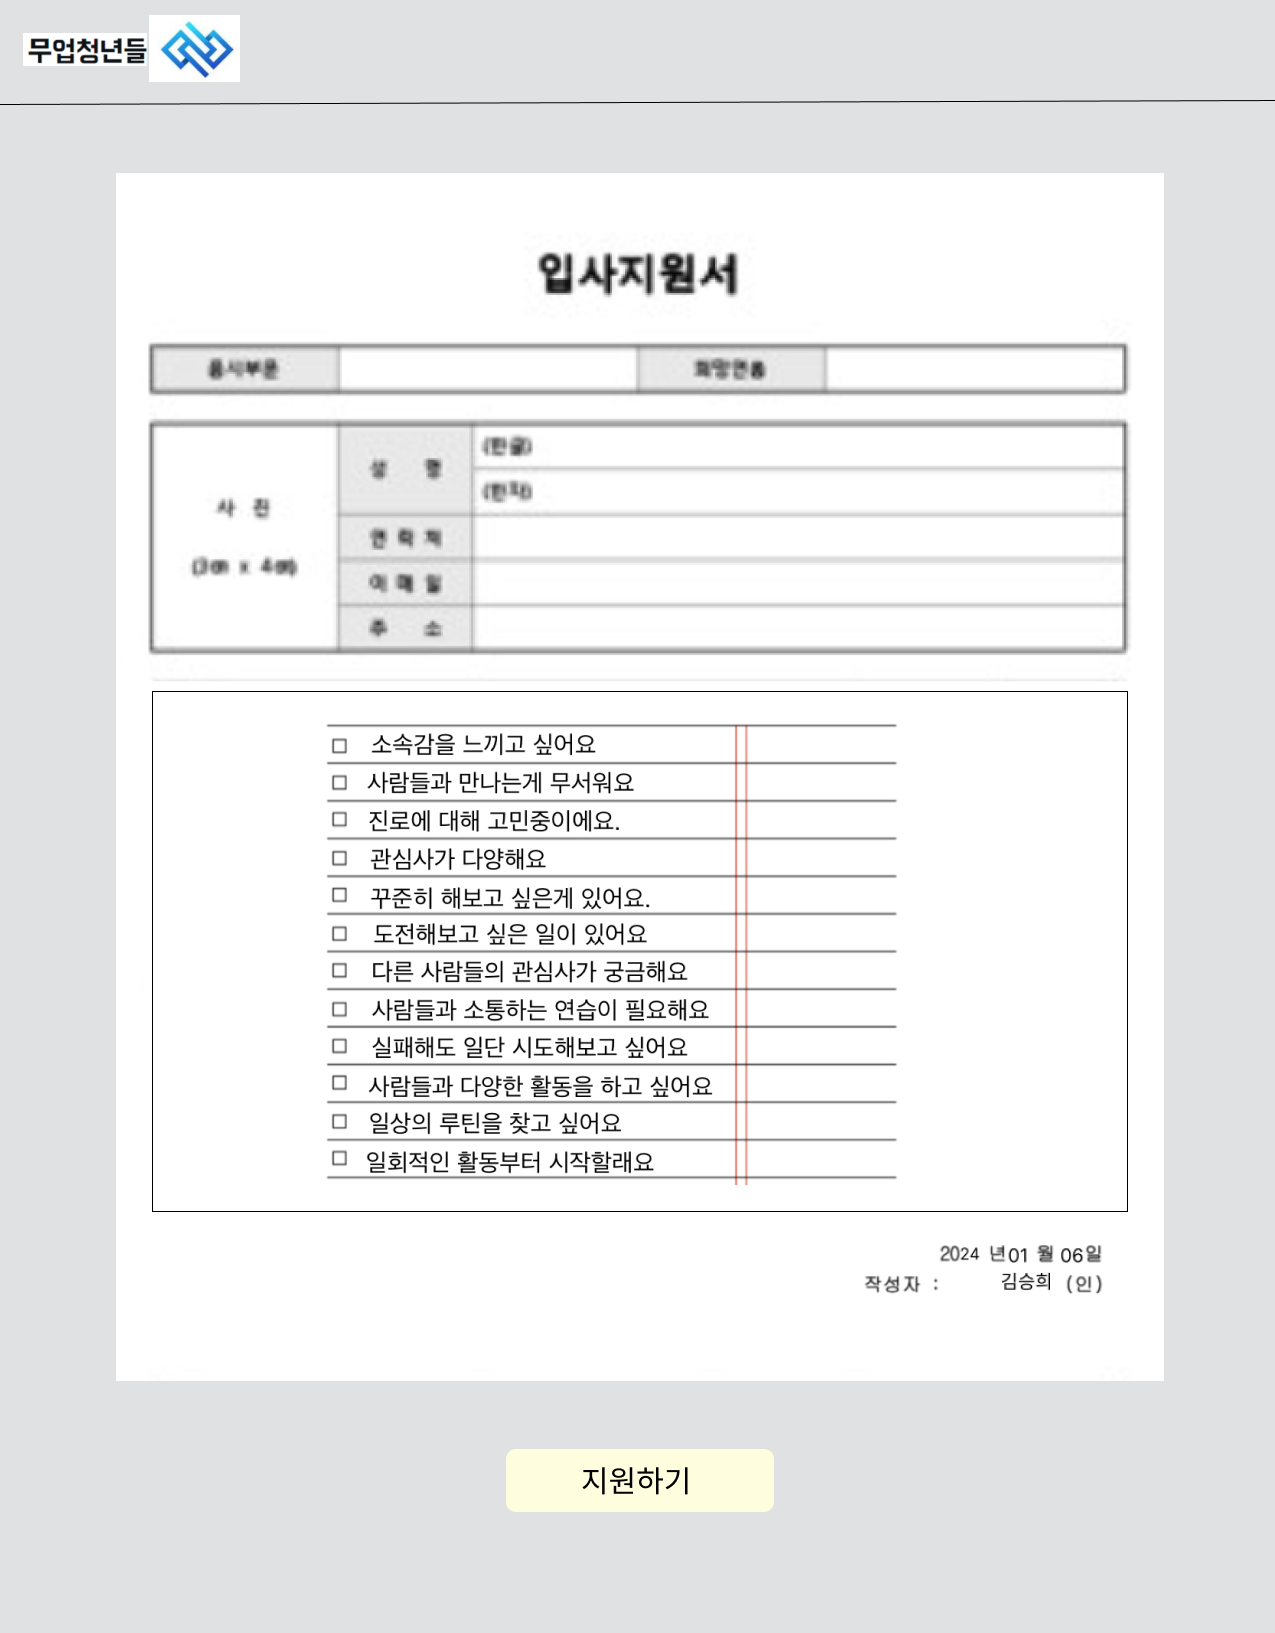 무업청년들
입사지원서
응시부문 희망연봉
사 진
(3㎝ x 4㎝)
성 명
(한글)
(한자)
연 락 처
이 메 일
주 소
소속감을 느끼고 싶어요
사람들과 만나는게 무서워요
진로에 대해 고민중이에요.
관심사가 다양해요
꾸준히 해보고 싶은게 있어요.
도전해보고 싶은 일이 있어요
다른 사람들의 관심사가 궁금해요
사람들과 소통하는 연습이 필요해요
실패해도 일단 시도해보고 싶어요
사람들과 다양한 활동을 하고 싶어요
일상의 루틴을 찾고 싶어요
일회적인 활동부터 시작할래요
2024 년01 월 06일
작성자 : 김승희 (인)
지원하기